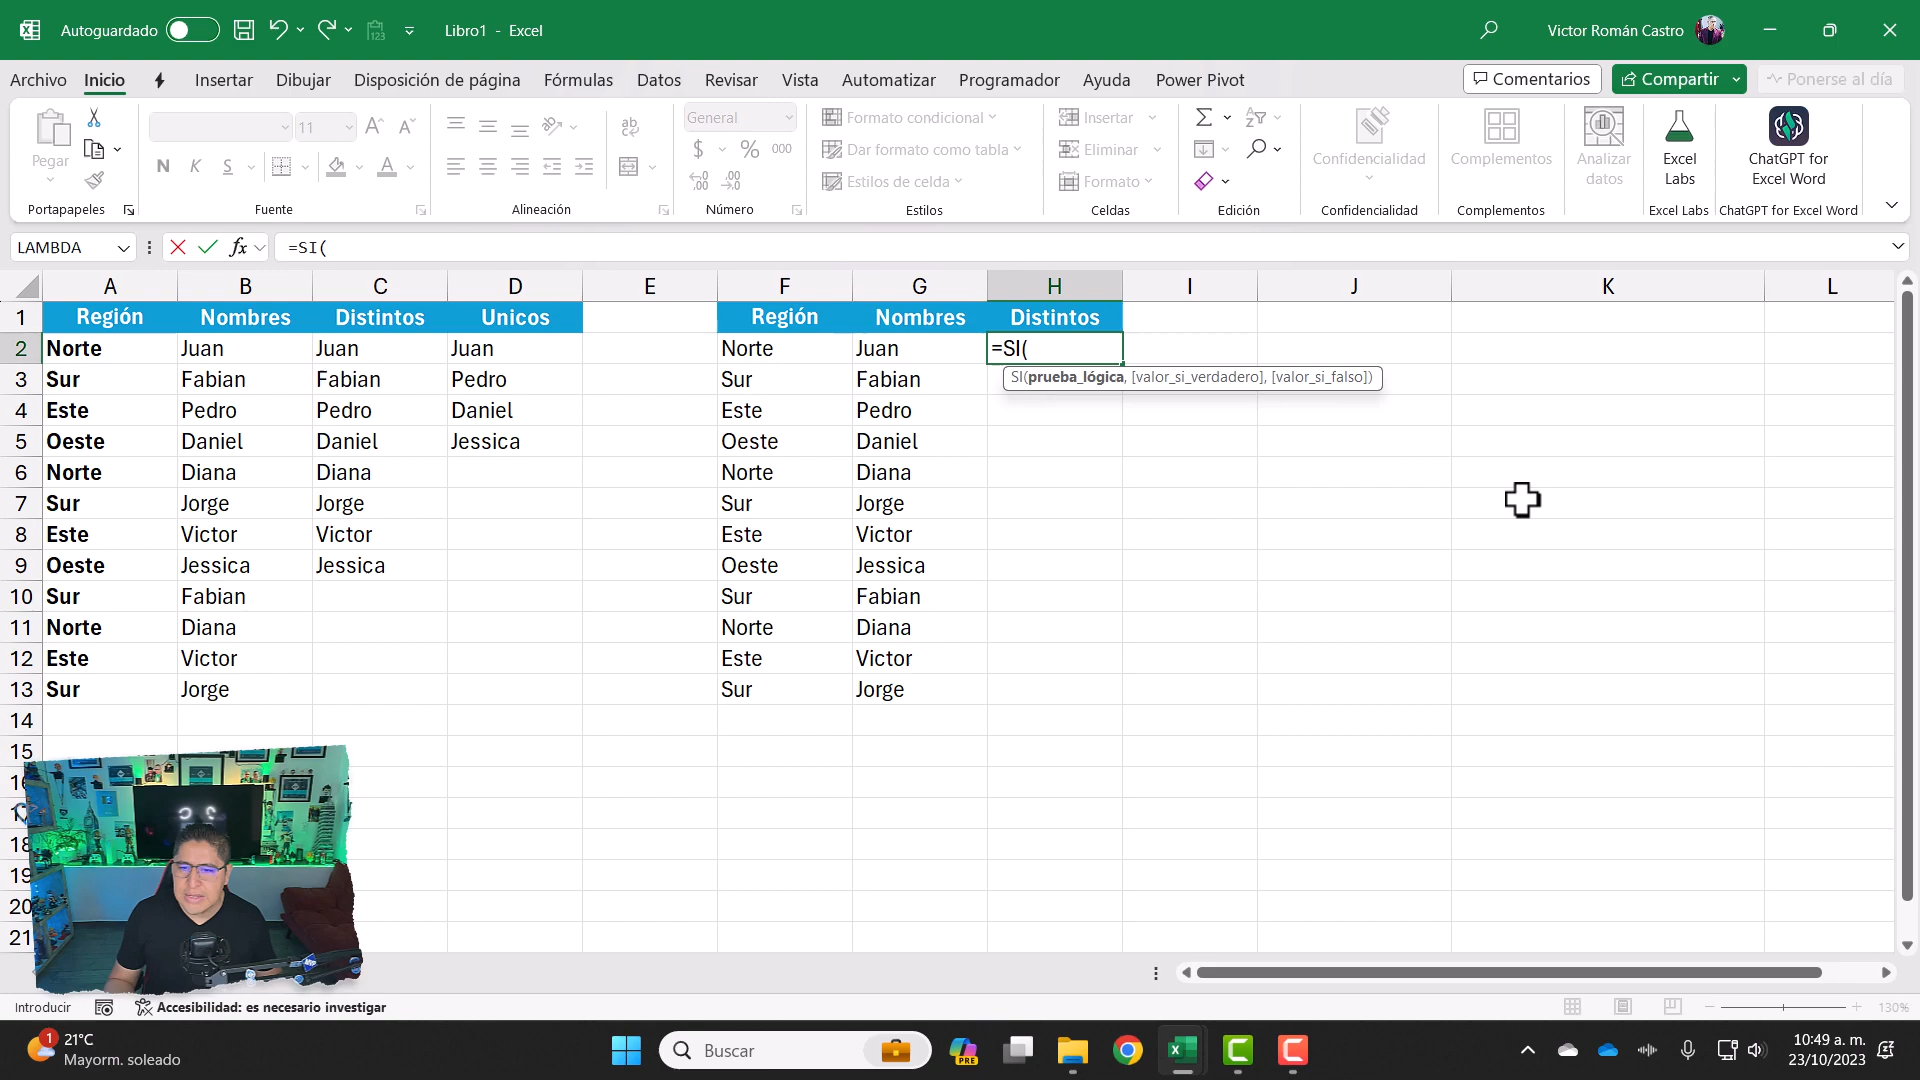 Autoguardado
Libro1 - Excel
Victor Román Castro
Archivo Inicio Insertar Dibujar Disposición de página Fórmulas Datos Revisar Vista Automatizar Programador Ayuda Power Pivot
Comentarios Compartir Ponerse al día
Pegar
Portapapeles
11
N K S
Fuente
ab
Alineación
General
$ % 000
Número
Formato condicional
Dar formato como tabla
Estilos de celda
Estilos
Insertar
Eliminar
Formato
Celdas
Edición
Confidencialidad
Confidencialidad
Complementos
Complementos
Analizar datos
Excel Labs
Excel Labs
ChatGPT for Excel Word
ChatGPT for Excel Word
LAMBDA fx =SI(
A B C D E F G H I J K L
1 Región Nombres Distintos Unicos Región Nombres Distintos
2 Norte Juan Juan Juan Norte Juan =SI(
SI(prueba_lógica, [valor_si_verdadero], [valor_si_falso])
3 Sur Fabian Fabian Pedro Sur Fabian
4 Este Pedro Pedro Daniel Este Pedro
5 Oeste Daniel Daniel Jessica Oeste Daniel
6 Norte Diana Diana Norte Diana
7 Sur Jorge Jorge Sur Jorge
8 Este Victor Victor Este Victor
9 Oeste Jessica Jessica Oeste Jessica
10 Sur Fabian Sur Fabian
11 Norte Diana Norte Diana
12 Este Victor Este Victor
13 Sur Jorge Sur Jorge
14
15
20
21
Introducir Accesibilidad: es necesario investigar
130%
1
21°C
Mayorm. soleado
Buscar
PRE
10:49 a. m.
23/10/2023